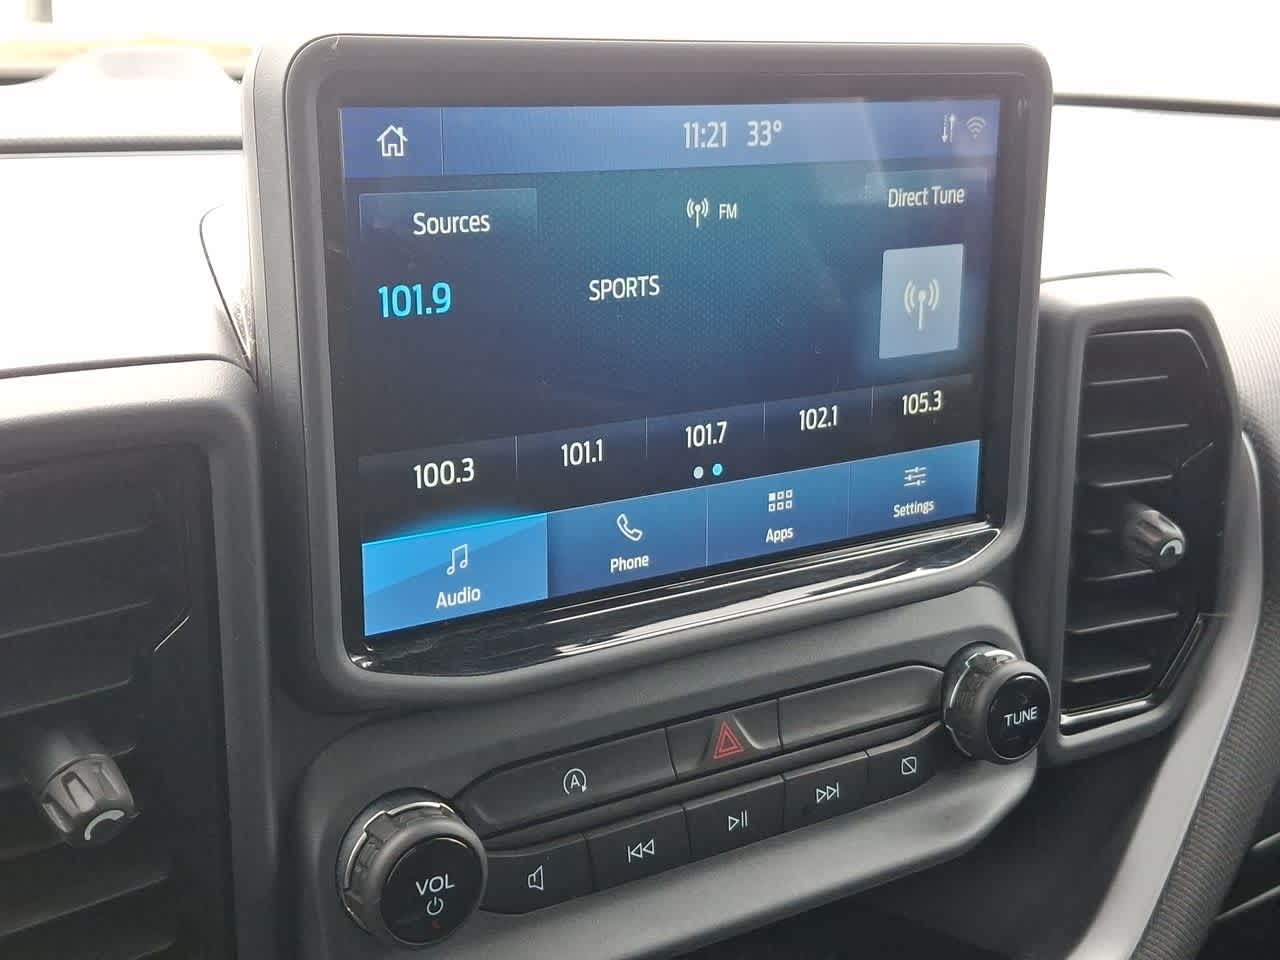 11:21 33°
Sources
FM
Direct Tune
101.9
SPORTS
100.3
101.1
101.7
102.1
105.3
Audio
Phone
Apps
Settings
A
TUNE
VOL